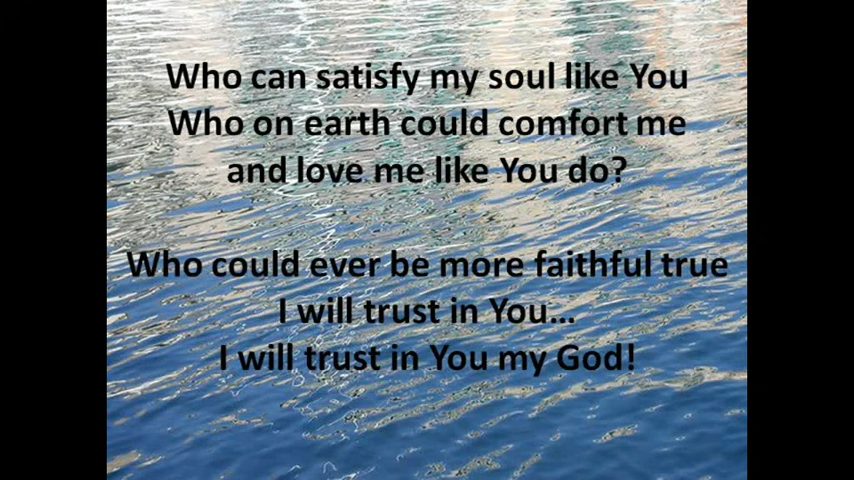 Who can satisfy my soul like You
Who on earth could comfort me
and love me like You do?
Who could ever be more faithful true
I will trust in You…
I will trust in You my God!